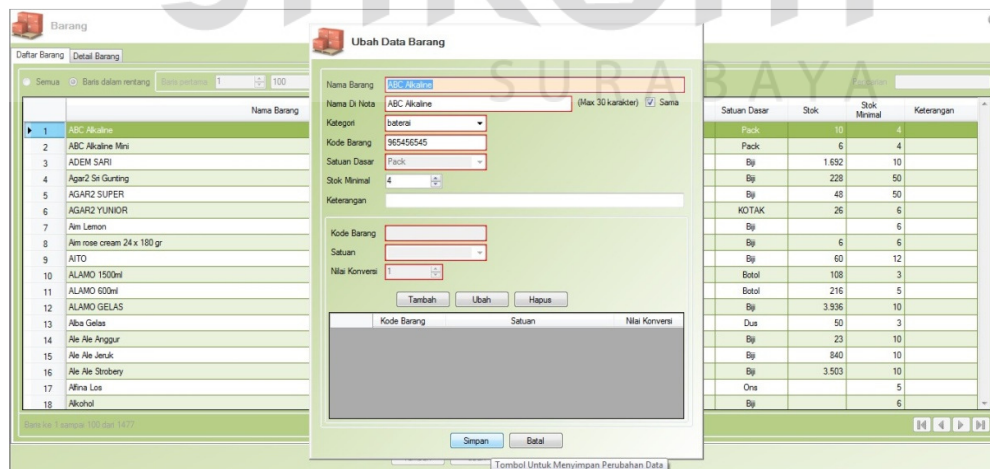 Barang
Daftar Barang Detail Barang
Semua Baris dalam rentang Baris pertama 1 100
Nama Barang Satuan Dasar Stok Stok Minimal Keterangan
1 ABC Alkaline Pack 10 4
2 ABC Alkaline Mini Pack 6 4
3 ADEM SARI Biji 1.692 10
4 Agar2 Sri Gunting Biji 228 50
5 AGAR2 SUPER Biji 48 50
6 AGAR2 YUNIOR KOTAK 26 6
7 Aim Lemon Biji 6
8 Aim rose cream 24 x 180 gr Biji 6 6
9 AITO Biji 60 12
10 ALAMO 1500ml Botol 108 3
11 ALAMO 600ml Botol 216 5
12 ALAMO GELAS Biji 3.936 10
13 Alba Gelas Dus 50 3
14 Ale Ale Anggur Biji 23 10
15 Ale Ale Jeruk Biji 840 10
16 Ale Ale Strobery Biji 3.503 10
17 Alfina Los Ons 5
18 Alkohol Biji 6
Baris ke 1 sampai 100 dari 1477
Ubah Data Barang
SURABAYA
Nama Barang ABC Alkaline
Nama Di Nota ABC Alkaline (Max 30 karakter) Sama
Kategori baterai
Kode Barang 965456545
Satuan Dasar Pack
Stok Minimal 4
Keterangan
Kode Barang
Satuan
Nilai Konversi 1
Tambah Ubah Hapus
Kode Barang Satuan Nilai Konversi
Simpan Batal
Tombol Untuk Menyimpan Perubahan Data